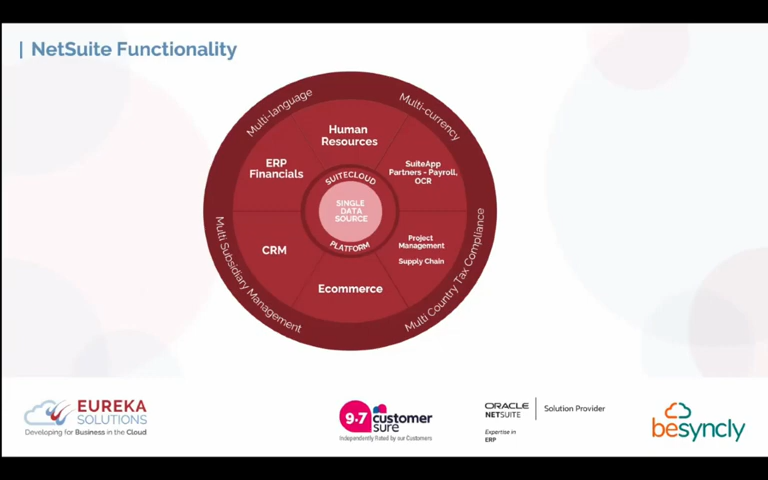 | NetSuite Functionality
Multi-language
Multi-currency
Human
Resources
ERP
Financials
SuiteApp
Partners - Payroll,
OCR
SUITECLOUD
SINGLE
DATA
SOURCE
PLATFORM
CRM
Project
Management
Supply Chain
Ecommerce
Multi Subsidiary Management
Multi Country Tax Compliance
EUREKA
SOLUTIONS
Developing for Business in the Cloud
9.7 customer
sure
Independently Rated by our Customers
ORACLE
NETSUITE
Solution Provider
Expertise in
ERP
besyncly